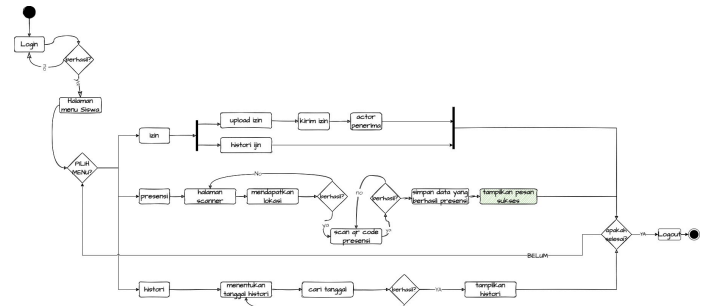 Login
berhasil?
No
Halaman
menu Siswa
PILIH
MENU?
izin
upload izin
kirim izin
actor
penerima
histori ijin
presensi
halaman
scanner
No
mendapatkan
lokasi
berhasil?
ya
scan qr code
presensi
no
berhasil?
ya
simpan data yang
berhasil presensi
tampilkan pesan
sukses
histori
menentukan
tanggal histori
cari tanggal
berhasil?
YA
tampilkan
histori
BELUM
apakah
selesai?
YA
Logout